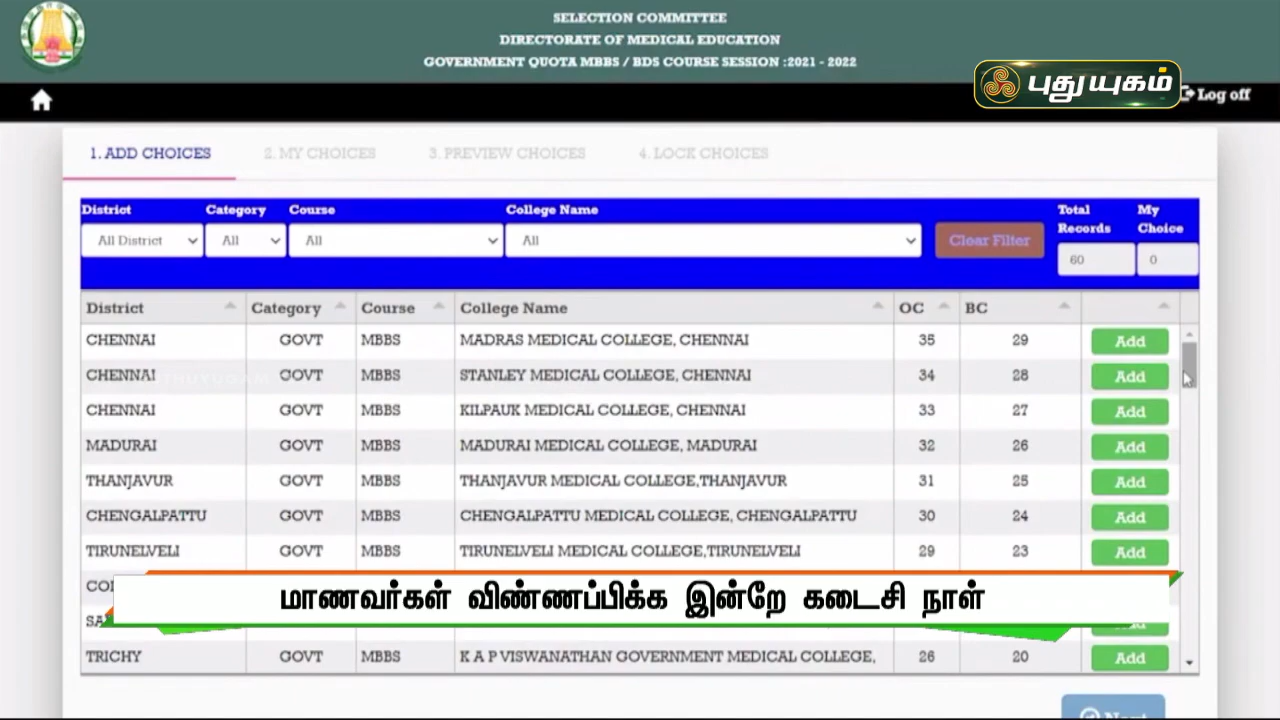 SELECTION COMMITTEE
DIRECTORATE OF MEDICAL EDUCATION
GOVERNMENT QUOTA MBBS / BDS COURSE SESSION :2021 - 2022
புதுயுகம்
Log off
1. ADD CHOICES 2. MY CHOICES 3. PREVIEW CHOICES 4. LOCK CHOICES
District Category Course College Name Total Records My Choice
All District All All All Clear Filter 60 0
District Category Course College Name OC BC
CHENNAI GOVT MBBS MADRAS MEDICAL COLLEGE, CHENNAI 35 29 Add
CHENNAI GOVT MBBS STANLEY MEDICAL COLLEGE, CHENNAI 34 28 Add
CHENNAI GOVT MBBS KILPAUK MEDICAL COLLEGE, CHENNAI 33 27 Add
MADURAI GOVT MBBS MADURAI MEDICAL COLLEGE, MADURAI 32 26 Add
THANJAVUR GOVT MBBS THANJAVUR MEDICAL COLLEGE,THANJAVUR 31 25 Add
CHENGALPATTU GOVT MBBS CHENGALPATTU MEDICAL COLLEGE, CHENGALPATTU 30 24 Add
TIRUNELVELI GOVT MBBS TIRUNELVELI MEDICAL COLLEGE,TIRUNELVELI 29 23 Add
மாணவர்கள் விண்ணப்பிக்க இன்றே கடைசி நாள்
TRICHY GOVT MBBS K A P VISWANATHAN GOVERNMENT MEDICAL COLLEGE, 26 20 Add